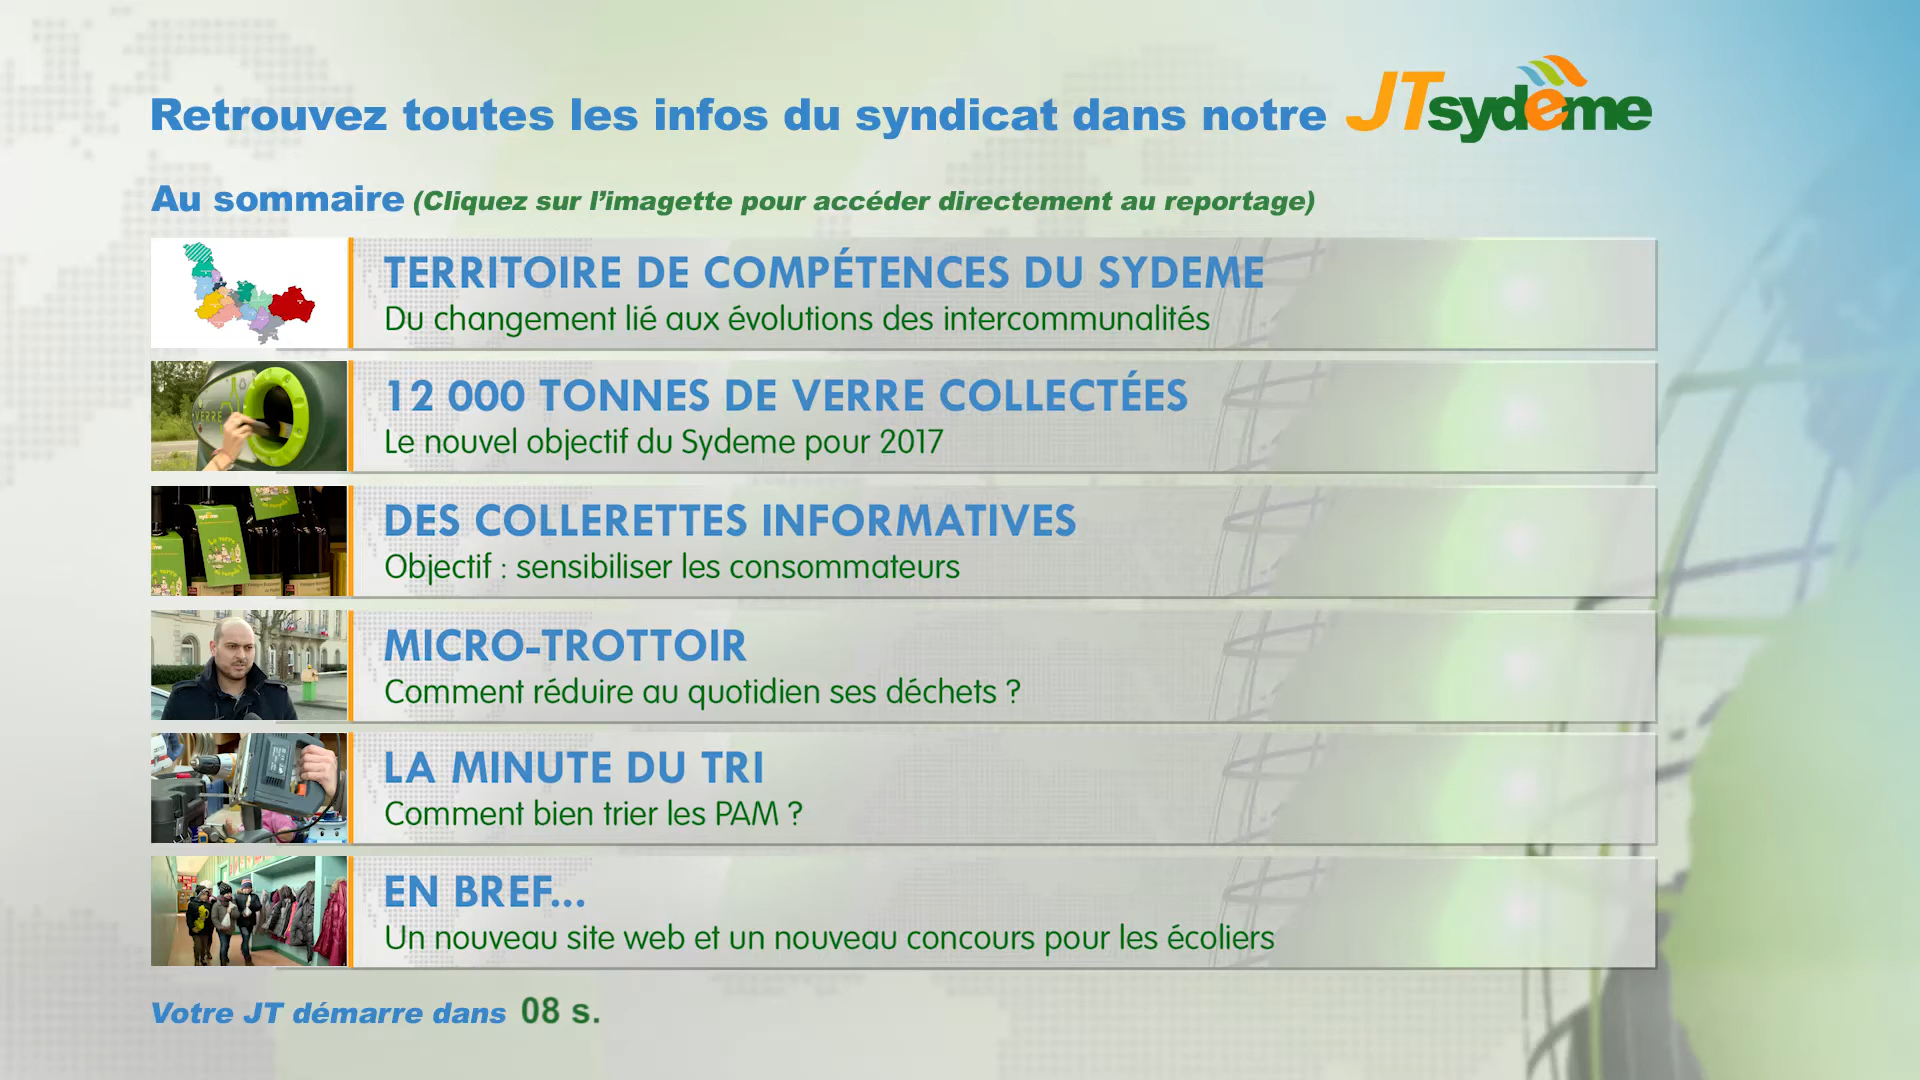 Retrouvez toutes les infos du syndicat dans notre JTsydeme
Au sommaire (Cliquez sur l'imagette pour accéder directement au reportage)
TERRITOIRE DE COMPÉTENCES DU SYDEME
Du changement lié aux évolutions des intercommunalités
VERRE
12 000 TONNES DE VERRE COLLECTÉES
Le nouvel objectif du Sydeme pour 2017
DES COLLERETTES INFORMATIVES
Objectif : sensibiliser les consommateurs
MICRO-TROTTOIR
Comment réduire au quotidien ses déchets ?
LA MINUTE DU TRI
Comment bien trier les PAM ?
EN BREF...
Un nouveau site web et un nouveau concours pour les écoliers
Votre JT démarre dans 08 s.